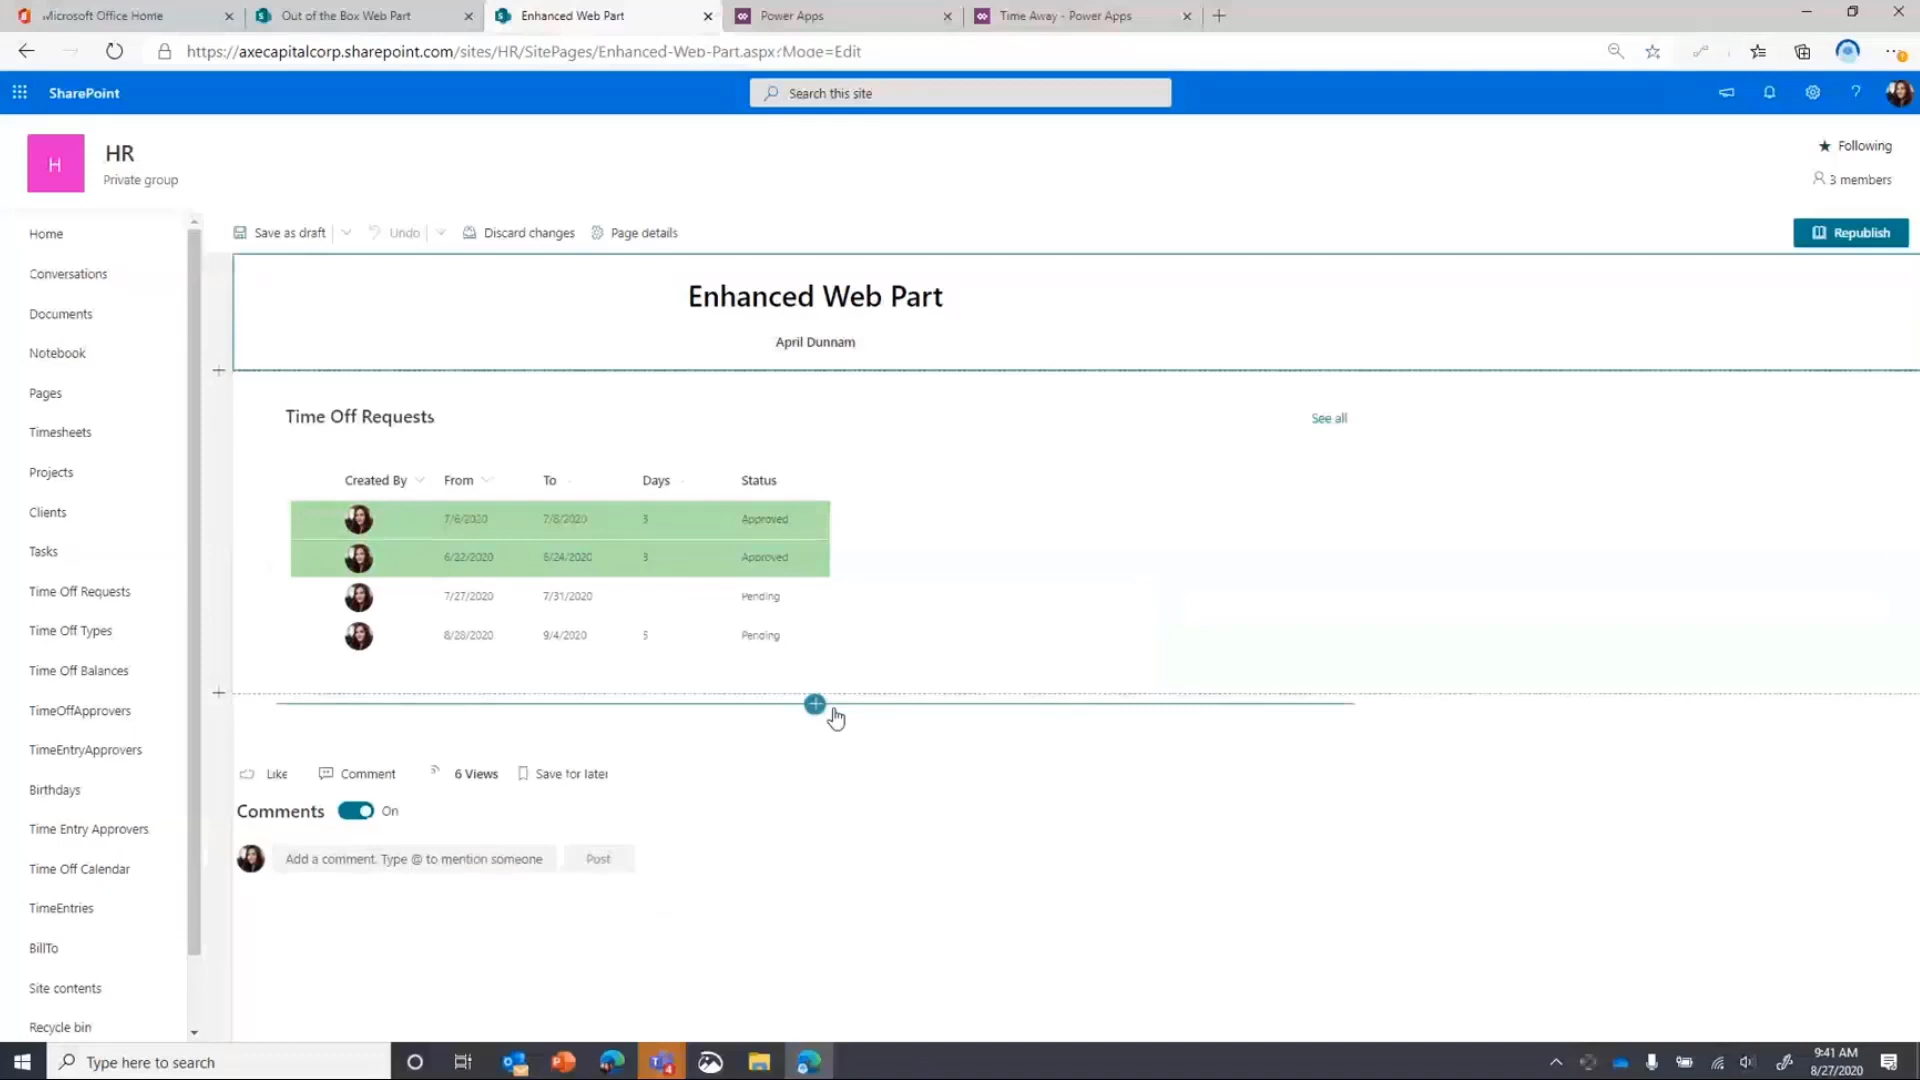 Microsoft Office Home
Out of the Box Web Part
Enhanced Web Part
Power Apps
Time Away - Power Apps
https://axecapitalcorp.sharepoint.com/sites/HR/SitePages/Enhanced-Web-Part.aspx?Mode=Edit
SharePoint
Search this site
H
HR
Private group
Following
3 members
Save as draft
Undo
Discard changes
Page details
Republish
Home
Conversations
Documents
Notebook
Pages
Timesheets
Projects
Clients
Tasks
Time Off Requests
Time Off Types
Time Off Balances
TimeOffApprovers
TimeEntryApprovers
Birthdays
Time Entry Approvers
Time Off Calendar
TimeEntries
BillTo
Site contents
Recycle bin
Enhanced Web Part
April Dunnam
Time Off Requests
See all
Created By From To Days Status
7/6/2020 7/8/2020 3 Approved
6/22/2020 6/24/2020 3 Approved
7/27/2020 7/31/2020 Pending
8/28/2020 9/4/2020 5 Pending
Like
Comment
6 Views
Save for later
Comments
On
Add a comment. Type @ to mention someone
Post
Type here to search
9:41 AM
8/27/2020